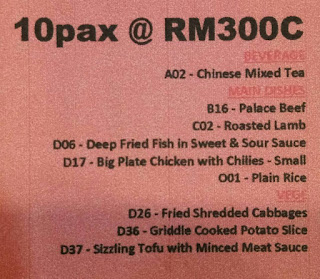 10pax @ RM300C
BEVERAGE
A02 - Chinese Mixed Tea
MAIN DISHES
B16 - Palace Beef
C02 - Roasted Lamb
D06 - Deep Fried Fish in Sweet & Sour Sauce
D17 - Big Plate Chicken with Chilies - Small
O01 - Plain Rice
VEGE
D26 - Fried Shredded Cabbages
D36 - Griddle Cooked Potato Slice
D37 - Sizzling Tofu with Minced Meat Sauce